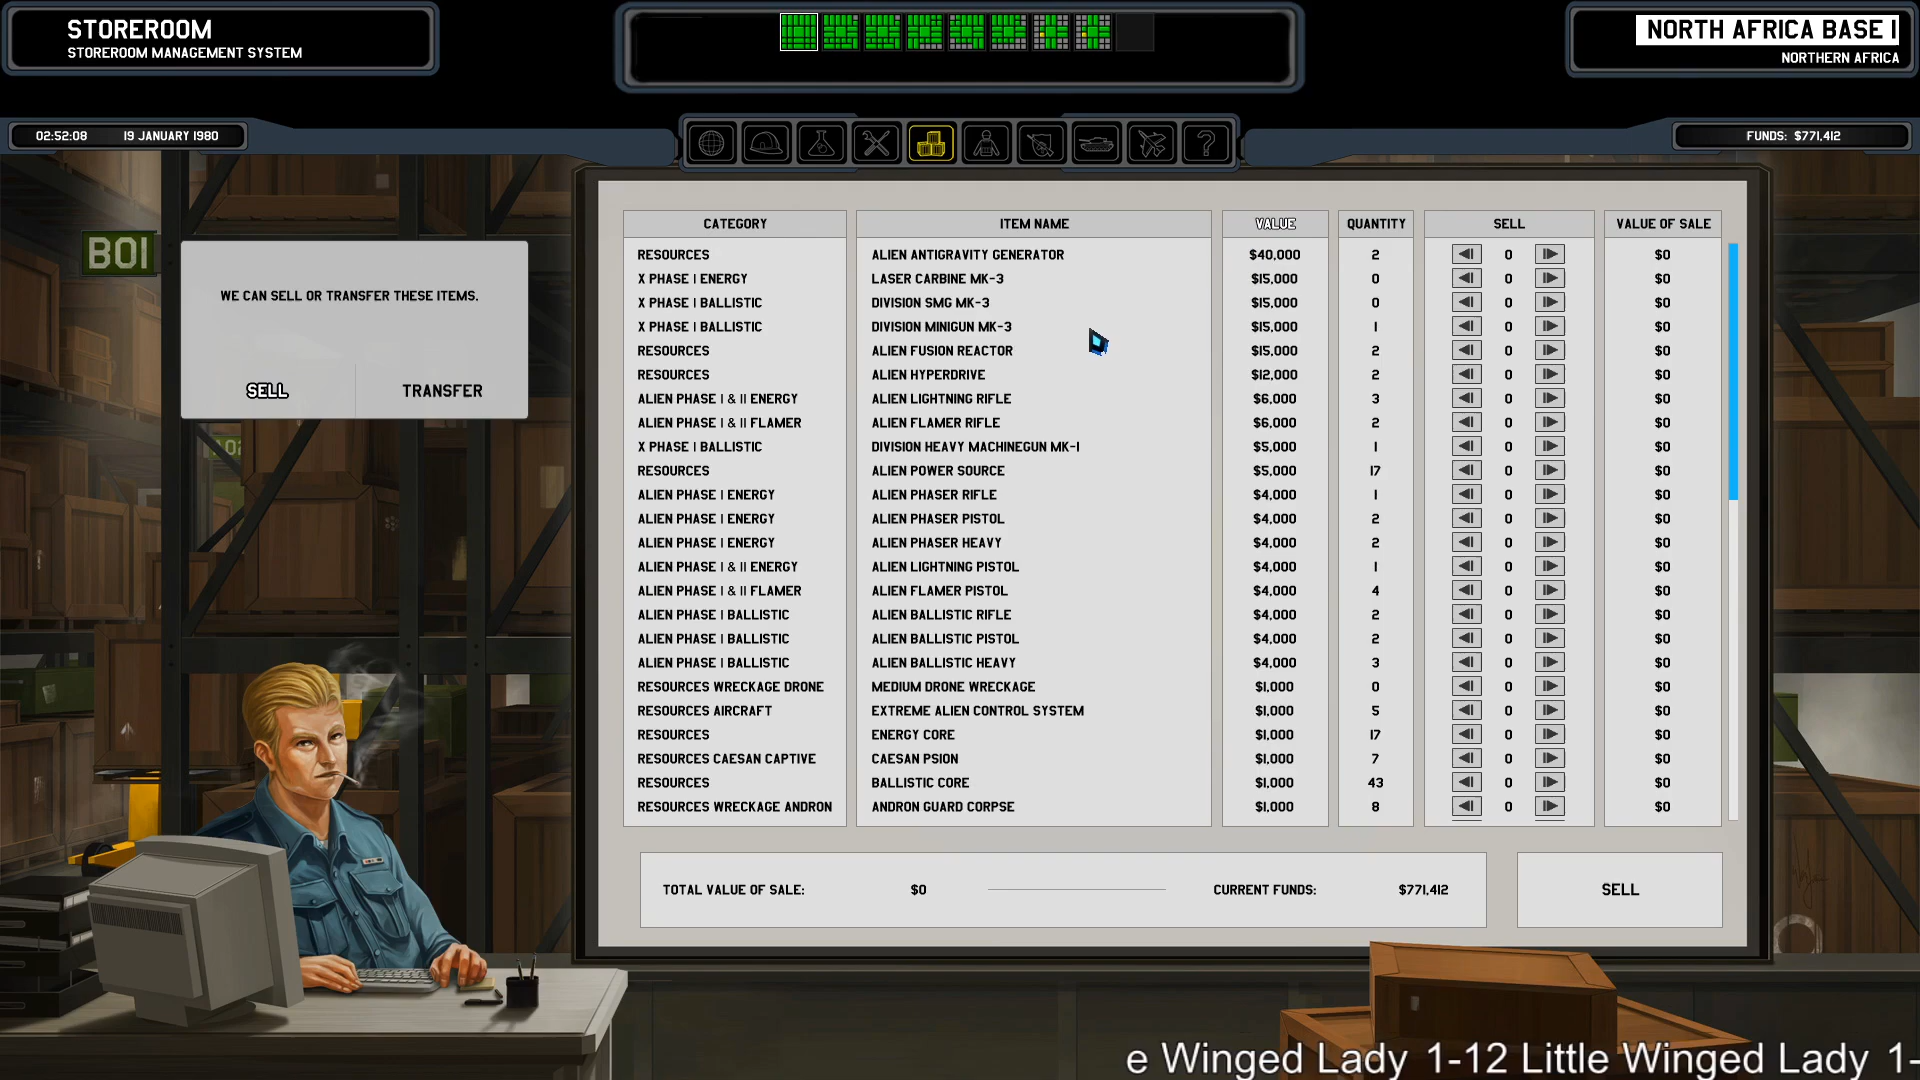 STOREROOM
STOREROOM MANAGEMENT SYSTEM
NORTH AFRICA BASE 1
NORTHERN AFRICA
02:52:08 19 JANUARY 1980
FUNDS: $771,412
B01
WE CAN SELL OR TRANSFER THESE ITEMS.
SELL TRANSFER
CATEGORY ITEM NAME VALUE QUANTITY SELL VALUE OF SALE
RESOURCES ALIEN ANTIGRAVITY GENERATOR $40,000 2 0 $0
X PHASE I ENERGY LASER CARBINE MK-3 $15,000 0 0 $0
X PHASE I BALLISTIC DIVISION SMG MK-3 $15,000 0 0 $0
X PHASE I BALLISTIC DIVISION MINIGUN MK-3 $15,000 1 0 $0
RESOURCES ALIEN FUSION REACTOR $15,000 2 0 $0
RESOURCES ALIEN HYPERDRIVE $12,000 2 0 $0
ALIEN PHASE I & II ENERGY ALIEN LIGHTNING RIFLE $6,000 3 0 $0
ALIEN PHASE I & II FLAMER ALIEN FLAMER RIFLE $6,000 2 0 $0
X PHASE I BALLISTIC DIVISION HEAVY MACHINEGUN MK-1 $5,000 1 0 $0
RESOURCES ALIEN POWER SOURCE $5,000 17 0 $0
ALIEN PHASE I ENERGY ALIEN PHASER RIFLE $4,000 1 0 $0
ALIEN PHASE I ENERGY ALIEN PHASER PISTOL $4,000 2 0 $0
ALIEN PHASE I ENERGY ALIEN PHASER HEAVY $4,000 2 0 $0
ALIEN PHASE I & II ENERGY ALIEN LIGHTNING PISTOL $4,000 1 0 $0
ALIEN PHASE I & II FLAMER ALIEN FLAMER PISTOL $4,000 4 0 $0
ALIEN PHASE I BALLISTIC ALIEN BALLISTIC RIFLE $4,000 2 0 $0
ALIEN PHASE I BALLISTIC ALIEN BALLISTIC PISTOL $4,000 2 0 $0
ALIEN PHASE I BALLISTIC ALIEN BALLISTIC HEAVY $4,000 3 0 $0
RESOURCES WRECKAGE DRONE MEDIUM DRONE WRECKAGE $1,000 0 0 $0
RESOURCES AIRCRAFT EXTREME ALIEN CONTROL SYSTEM $1,000 5 0 $0
RESOURCES ENERGY CORE $1,000 17 0 $0
RESOURCES CAESAN CAPTIVE CAESAN PSION $1,000 7 0 $0
RESOURCES BALLISTIC CORE $1,000 43 0 $0
RESOURCES WRECKAGE ANDRON ANDRON GUARD CORPSE $1,000 8 0 $0
TOTAL VALUE OF SALE: $0 CURRENT FUNDS: $771,412
SELL
e Winged Lady 1-12 Little Winged Lady 1-